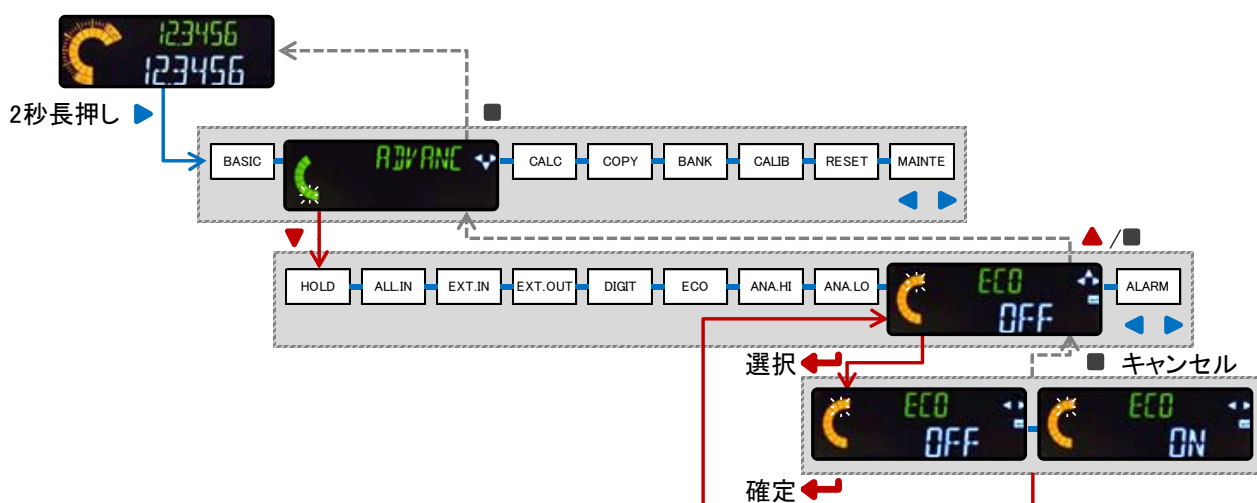 12.3456
12.3456
2秒長押し
BASIC ADVANC CALC COPY BANK CALIB RESET MAINTE
HOLD ALL.IN EXT.IN EXT.OUT DIGIT ECO ANA.HI ANA.LO ECO OFF ALARM
/
選択
キャンセル
ECO OFF
ECO ON
確定